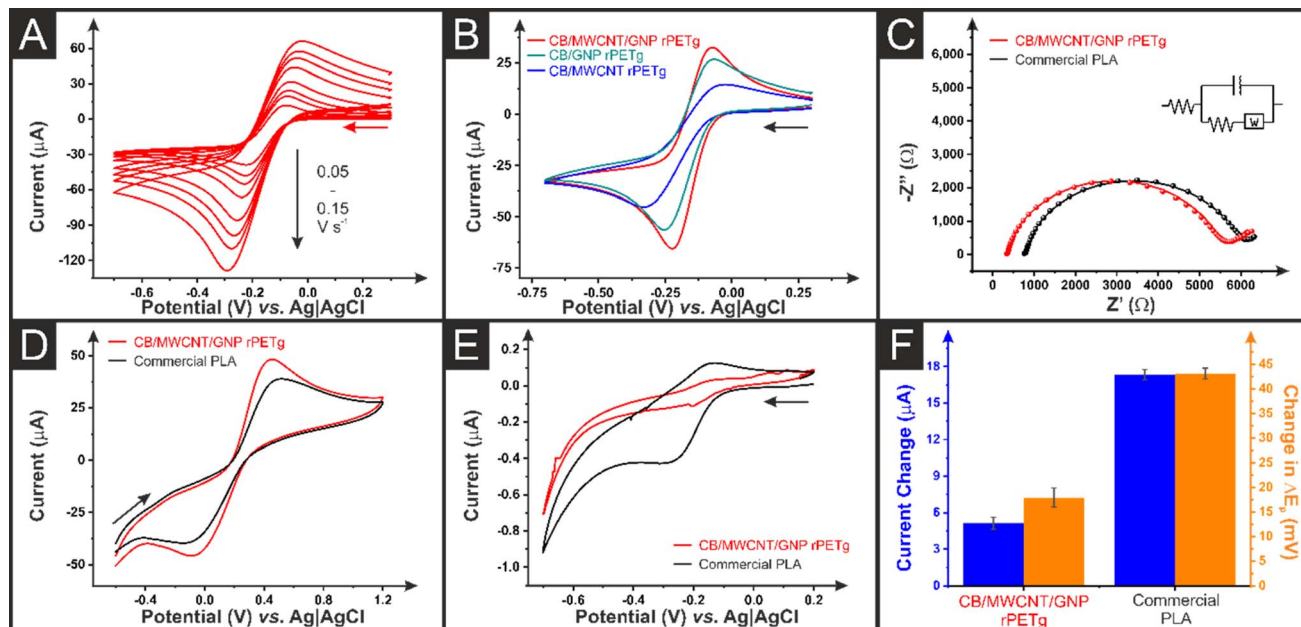 A
60
30
0
-30
-60
-90
-120
Current (µA)
0.05
-
0.15
V s⁻¹
-0.6
-0.4
-0.2
0.0
0.2
Potential (V) vs. Ag|AgCl
B
CB/MWCNT/GNP rPETg
CB/GNP rPETg
CB/MWCNT rPETg
25
0
-25
-50
-75
Current (µA)
-0.75
-0.50
-0.25
0.00
0.25
Potential (V) vs. Ag|AgCl
C
CB/MWCNT/GNP rPETg
Commercial PLA
W
6,000
5,000
4,000
3,000
2,000
1,000
0
-Z'' (Ω)
0
1000
2000
3000
4000
5000
6000
Z' (Ω)
D
CB/MWCNT/GNP rPETg
Commercial PLA
50
25
0
-25
-50
Current (µA)
-0.4
0.0
0.4
0.8
1.2
Potential (V) vs. Ag|AgCl
E
0.2
0.0
-0.2
-0.4
-0.6
-0.8
-1.0
Current (µA)
CB/MWCNT/GNP rPETg
Commercial PLA
-0.6
-0.4
-0.2
0.0
0.2
Potential (V) vs. Ag|AgCl
F
18
15
12
9
6
3
0
Current Change (µA)
45
40
35
30
25
20
15
10
5
0
Change in ΔEp (mV)
CB/MWCNT/GNP
rPETg
Commercial
PLA